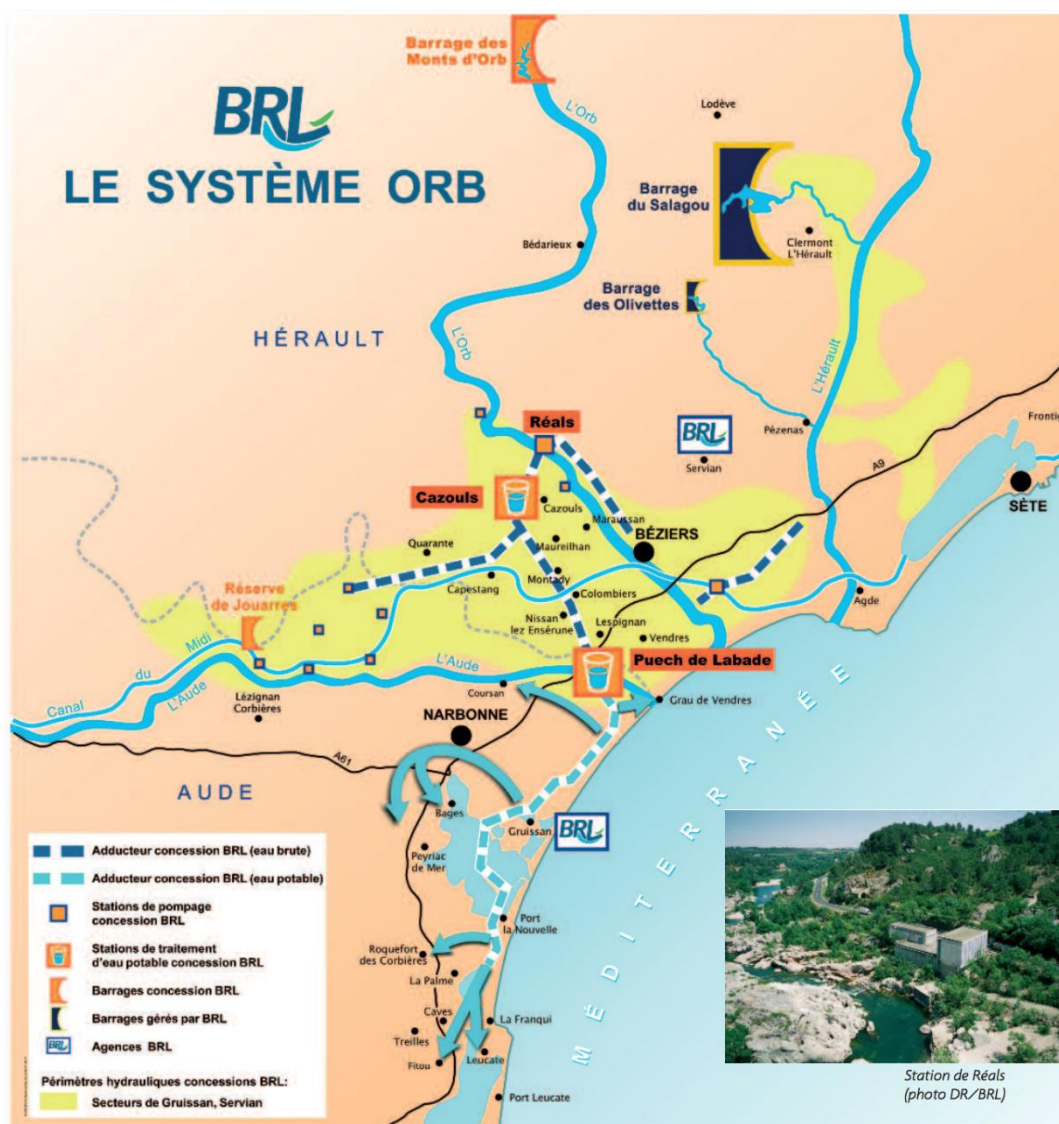 Barrage des
Monts d'Orb
BRL
LE SYSTÈME ORB
L'Orb
Lodève
Barrage
du Salagou
Clermont
L'Hérault
Bédarieux
Barrage
des Olivettes
HÉRAULT
L'Orb
L'Hérault
Réals
BRL
Servian
Pézenas
A9
Frontig
SÈTE
Cazouls
Cazouls
Maraussan
BÉZIERS
Quarante
Maureilhan
Réserve
de Jouarres
Capestang
Montady
Colombiers
Agde
Nissan
lez Ensérune
Lespignan
Vendres
Canal du Midi
L'Aude
L'Aude
Puech de Labade
Lézignan
Corbières
Coursan
Grau de Vendres
NARBONNE
A61
AUDE
Bages
Gruissan
BRL
MÉDITERRANÉE
Peyriac
de Mer
Port
la Nouvelle
Roquefort
des Corbières
La Palme
Caves
La Franqui
Treilles
Fitou
Leucate
Port Leucate
Adducteur concession BRL (eau brute)
Adducteur concession BRL (eau potable)
Stations de pompage
concession BRL
Stations de traitement
d'eau potable concession BRL
Barrages concession BRL
Barrages gérés par BRL
BRL
Agences BRL
Périmètres hydrauliques concessions BRL:
Secteurs de Gruissan, Servian
Station de Réals
(photo DR/BRL)